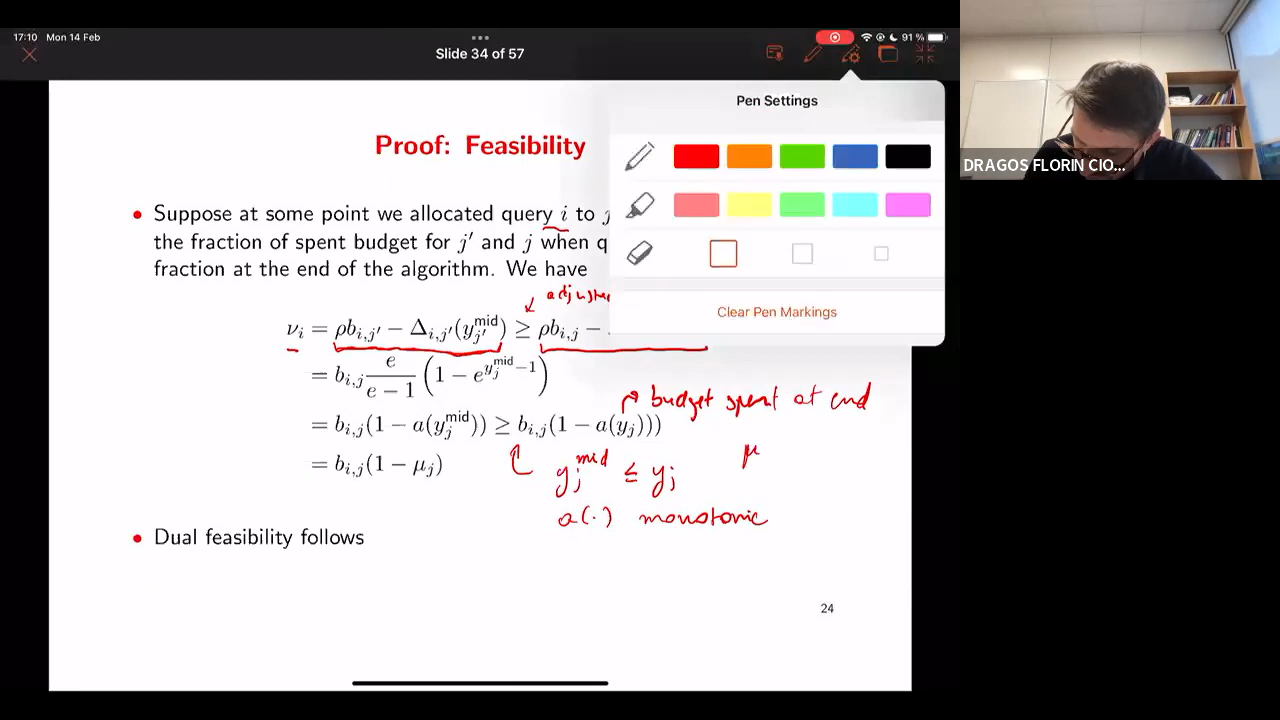 17:10 Mon 14 Feb
91 %
Slide 34 of 57
Pen Settings
Clear Pen Markings
DRAGOS FLORIN CIO...
Proof: Feasibility
• Suppose at some point we allocated query i to
the fraction of spent budget for j′ and j when q
fraction at the end of the algorithm. We have
ν_i = ρb_{i,j′} − Δ_{i,j′}(y_{j′}^{mid}) ≥ ρb_{i,j} −
= b_{i,j} \frac{e}{e − 1} (1 − e^{y_j^{mid}−1})
budget spent at end
= b_{i,j}(1 − a(y_j^{mid})) ≥ b_{i,j}(1 − a(y_j)))
= b_{i,j}(1 − μ_j)
y_j^{mid} ≤ y_j
μ
a(·) monotonic
• Dual feasibility follows
24